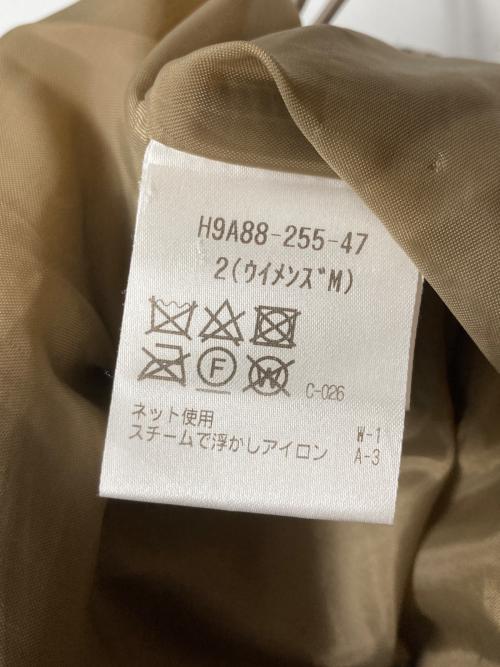 H9A88-255-47
2(ウイメンズM)
F W C-026
ネット使用 W-1
スチームで浮かしアイロン A-3